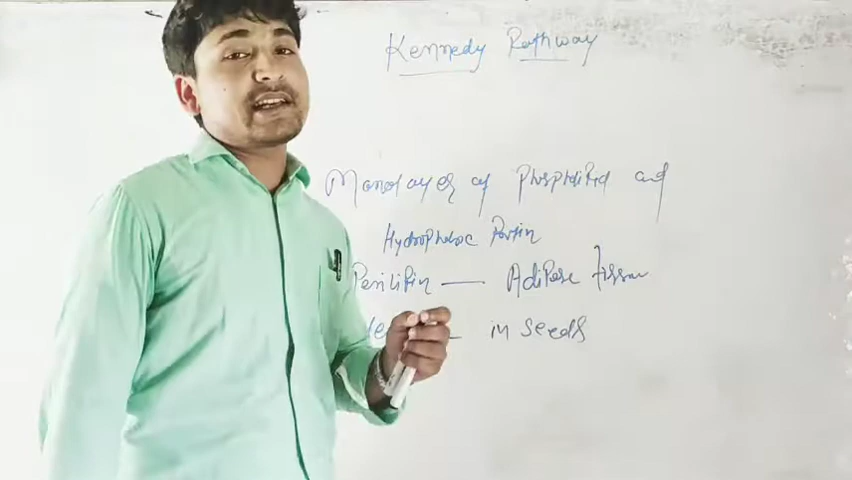 Kennedy Pathway
Monolayer of phospholipid and
Hydrophobic Protein
Perilipin — Adipose tissue
— in seeds